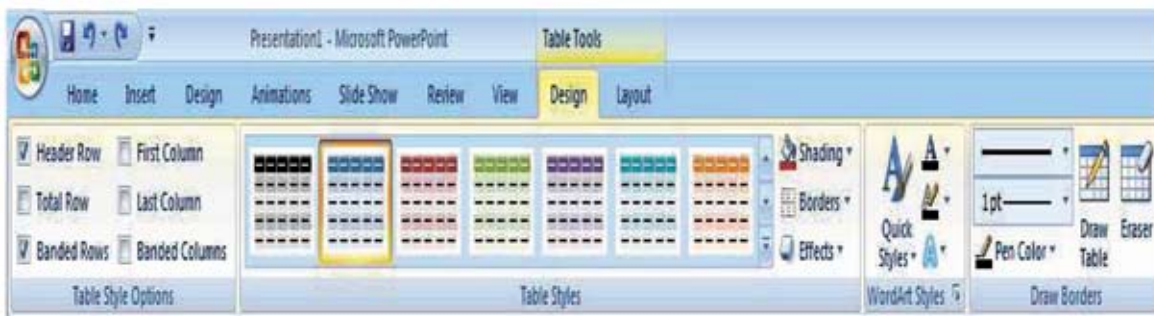 Presentation1 - Microsoft PowerPoint
Table Tools
Home Insert Design Animations Slide Show Review View Design Layout
Header Row First Column
Total Row Last Column
Banded Rows Banded Columns
Table Style Options
Shading
Borders
Effects
Table Styles
Quick
Styles
A
A
A
WordArt Styles
1 pt
Pen Color
Draw
Table
Eraser
Draw Borders